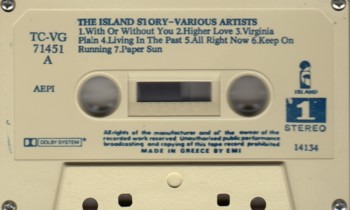 THE ISLAND STORY-VARIOUS ARTISTS
TC-VG
71451
A
1.With Or Without You 2.Higher Love 3.Virginia
Plain 4.Living In The Past 5.All Right Now 6.Keep On
Running 7.Paper Sun
AEPI
ISLAND
1
STEREO
DOLBY SYSTEM
14134
All rights of the manufacturer and of the owner of the
recorded work reserved Unauthorised public performance
broadcasting and copying of this tape record prohibited
MADE IN GREECE BY EMI